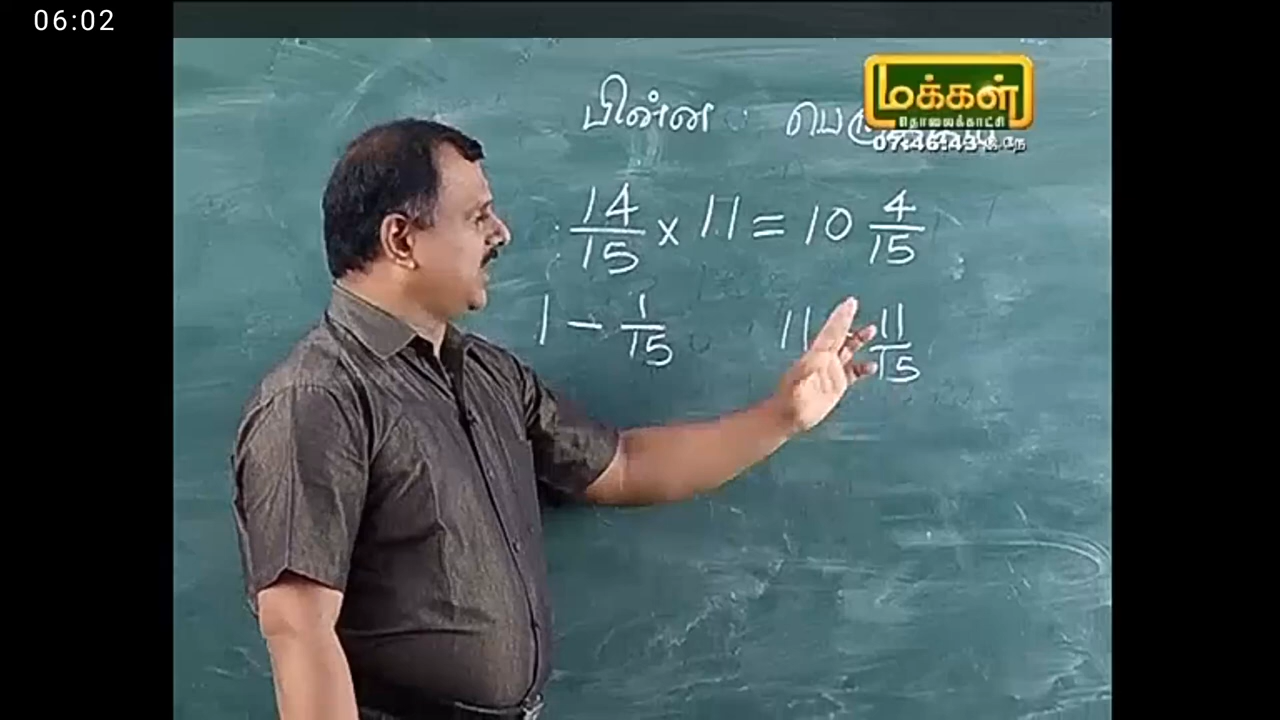 06:02
மக்கள்
தொலைக்காட்சி
07:46:43
பின்ன
14/15 x 11 = 10 4/15
1 - 1/15 11 - 11/15